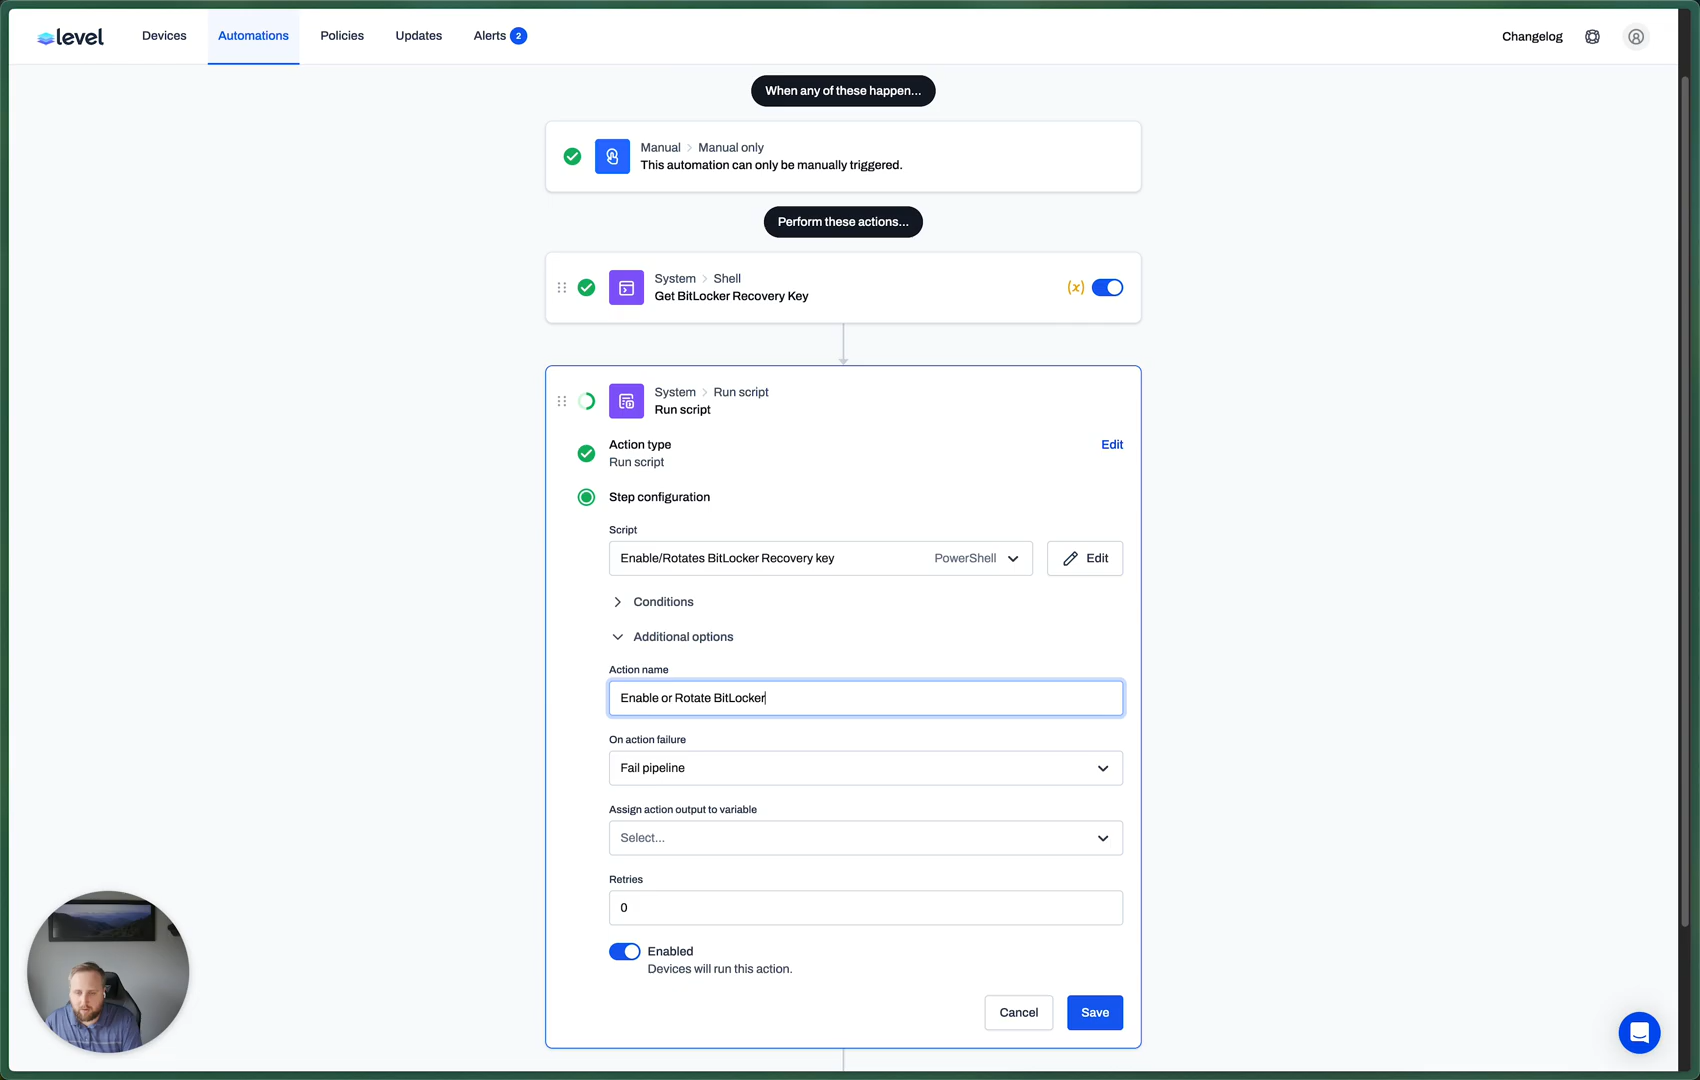 level
Devices
Automations
Policies
Updates
Alerts 2
Changelog
When any of these happen...
Manual > Manual only
This automation can only be manually triggered.
Perform these actions...
System > Shell
Get BitLocker Recovery Key
(x)
System > Run script
Run script
Action type
Edit
Run script
Step configuration
Script
Enable/Rotates BitLocker Recovery key PowerShell
Edit
Conditions
Additional options
Action name
Enable or Rotate BitLocker
On action failure
Fail pipeline
Assign action output to variable
Select...
Retries
0
Enabled
Devices will run this action.
Cancel
Save